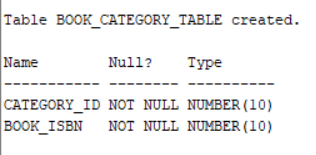 Table BOOK_CATEGORY_TABLE created.
Name        Null?    Type
----------- -------- ----------
CATEGORY_ID NOT NULL NUMBER(10)
BOOK_ISBN   NOT NULL NUMBER(10)